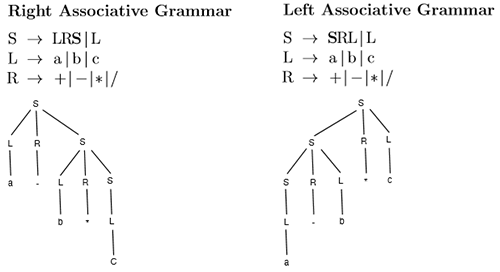 Right Associative Grammar
S → LRS|L
L → a|b|c
R → +|−|*|/
S
L R S
a - L R S
b + L
C
Left Associative Grammar
S → SRL|L
L → a|b|c
R → +|−|*|/
S
S R L
S R L + c
L - b
a